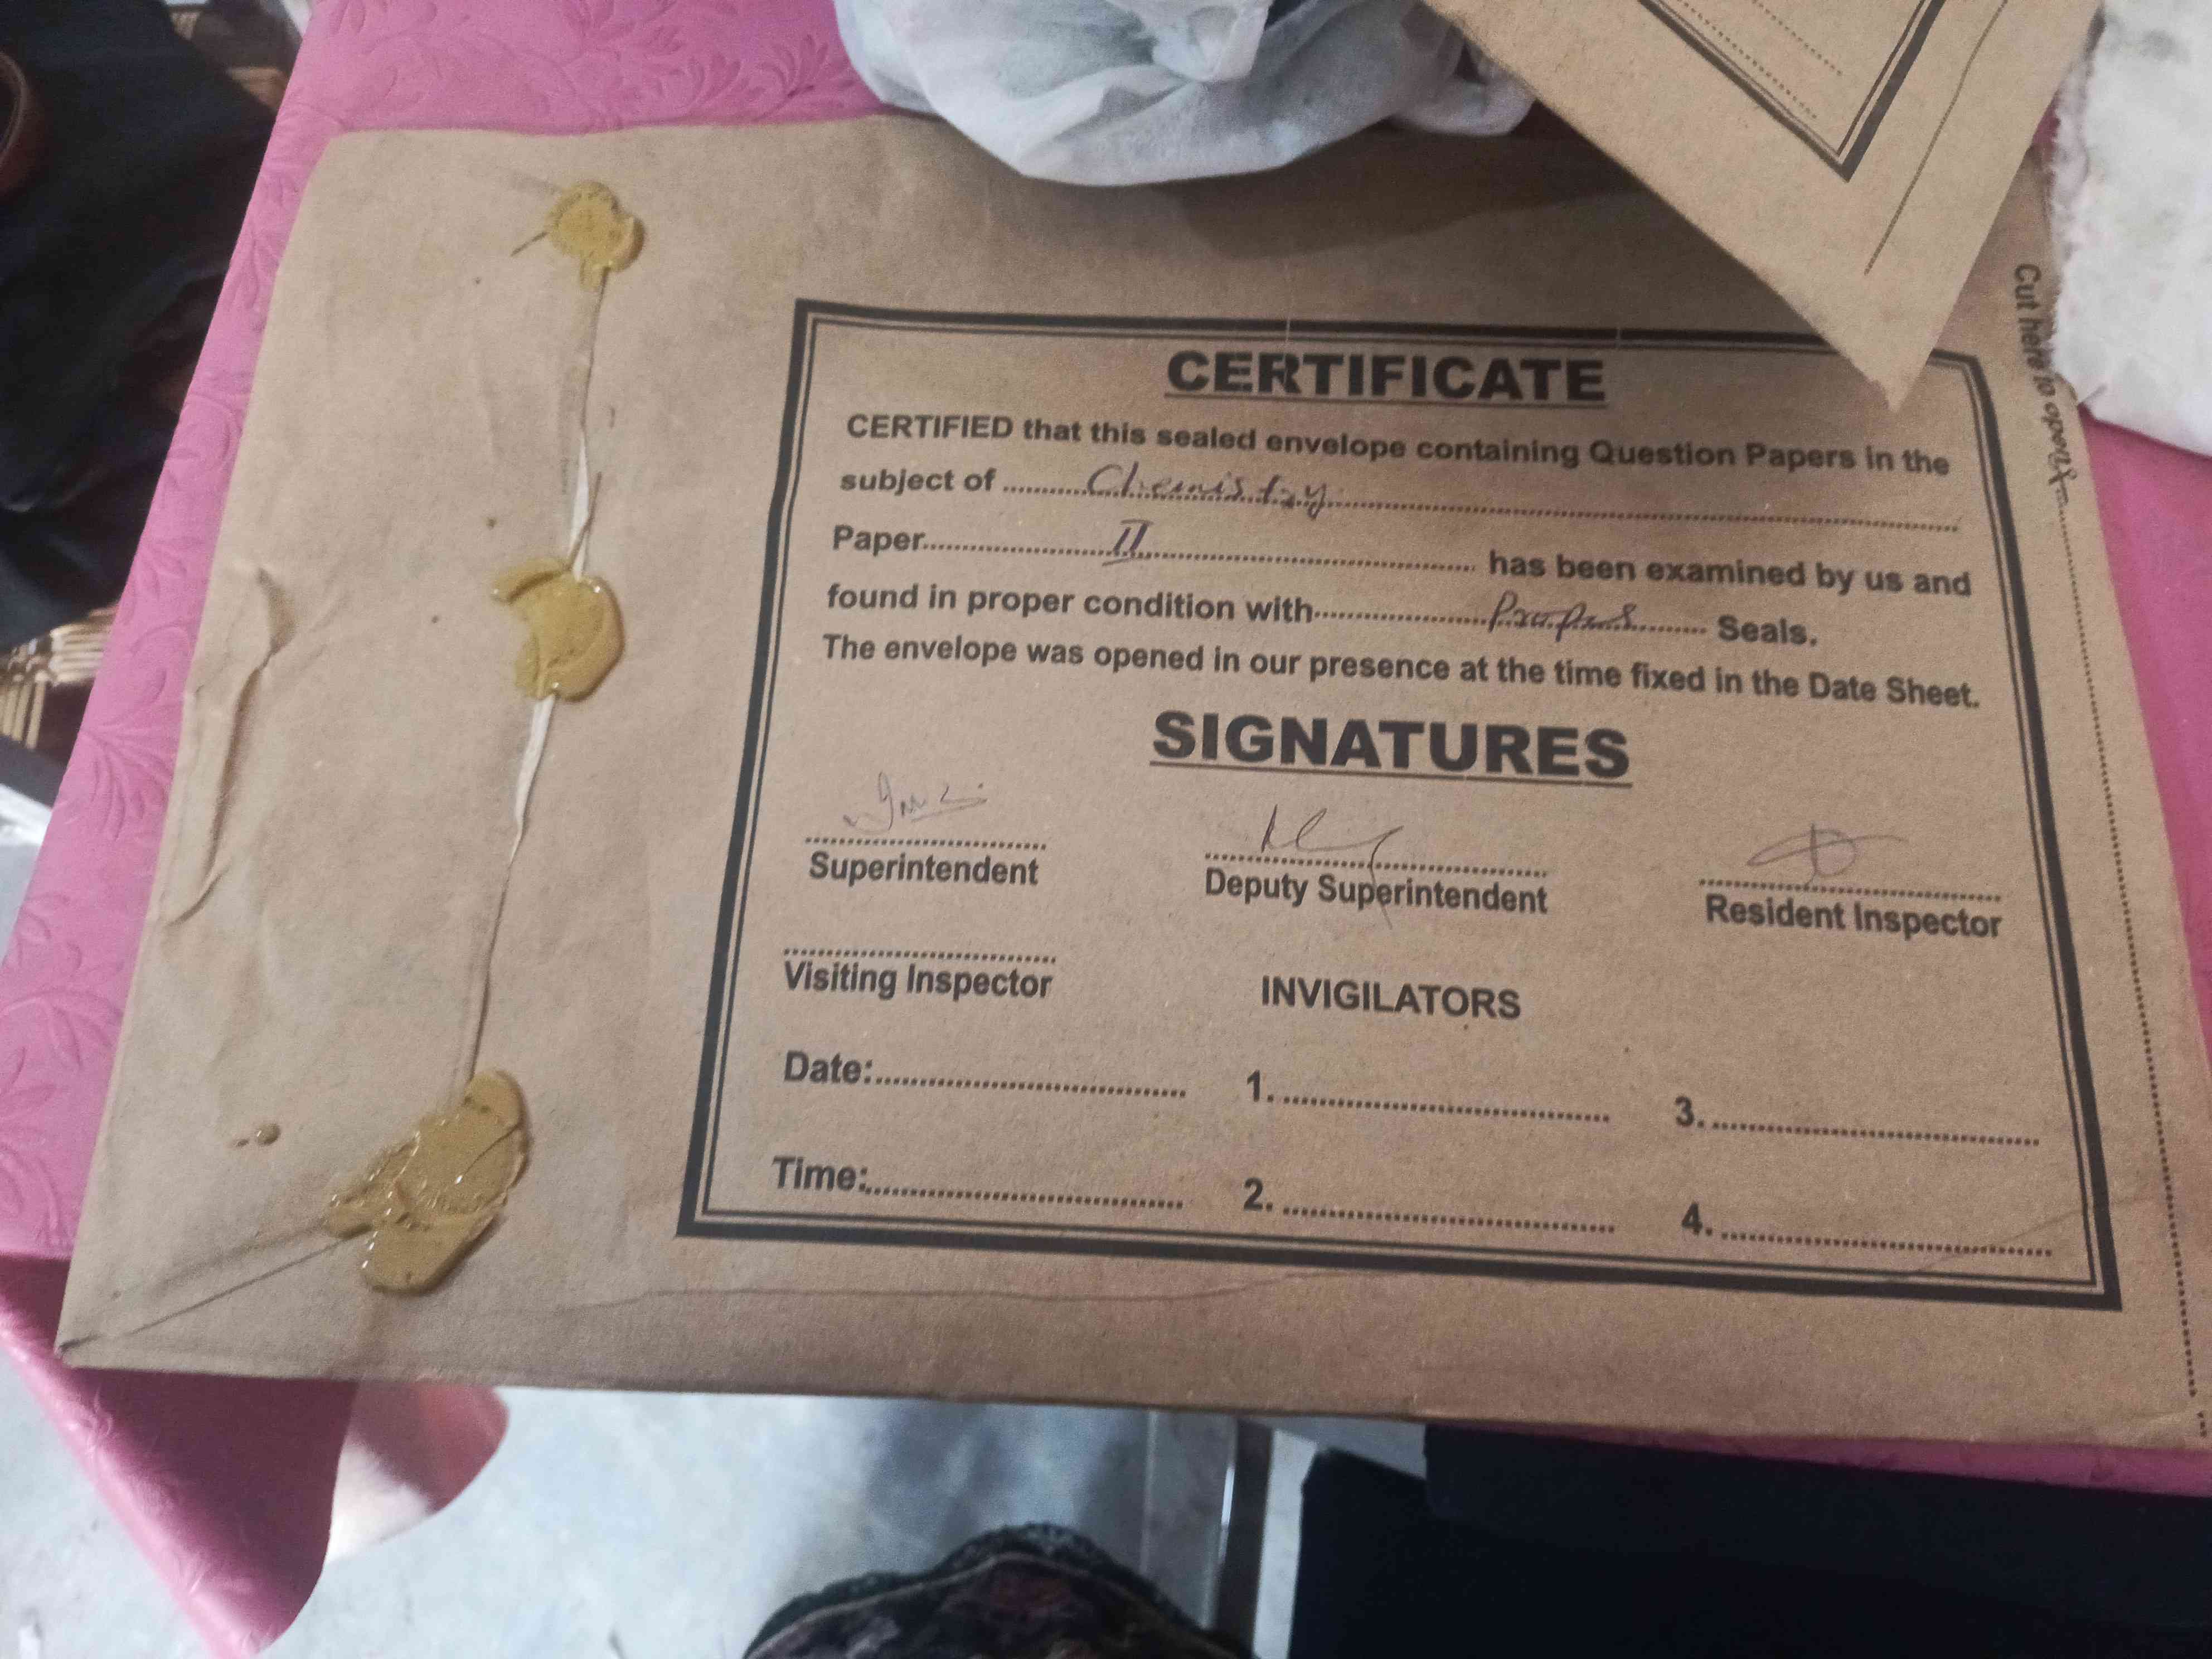 CERTIFICATE
CERTIFIED that this sealed envelope containing Question Papers in the
subject of ........Chemistry........
Paper........II........ has been examined by us and
found in proper condition with........Proper........ Seals.
The envelope was opened in our presence at the time fixed in the Date Sheet.
SIGNATURES
Superintendent Deputy Superintendent Resident Inspector
Visiting Inspector INVIGILATORS
Date:........ 1. ........ 3. ........
Time:........ 2. ........ 4. ........
Cut here to open